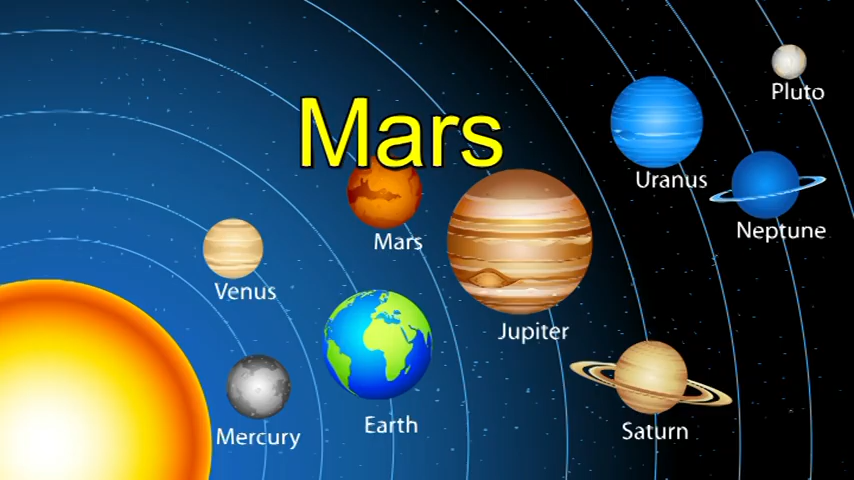 Mars
Pluto
Uranus
Neptune
Mars
Venus
Jupiter
Earth
Saturn
Mercury